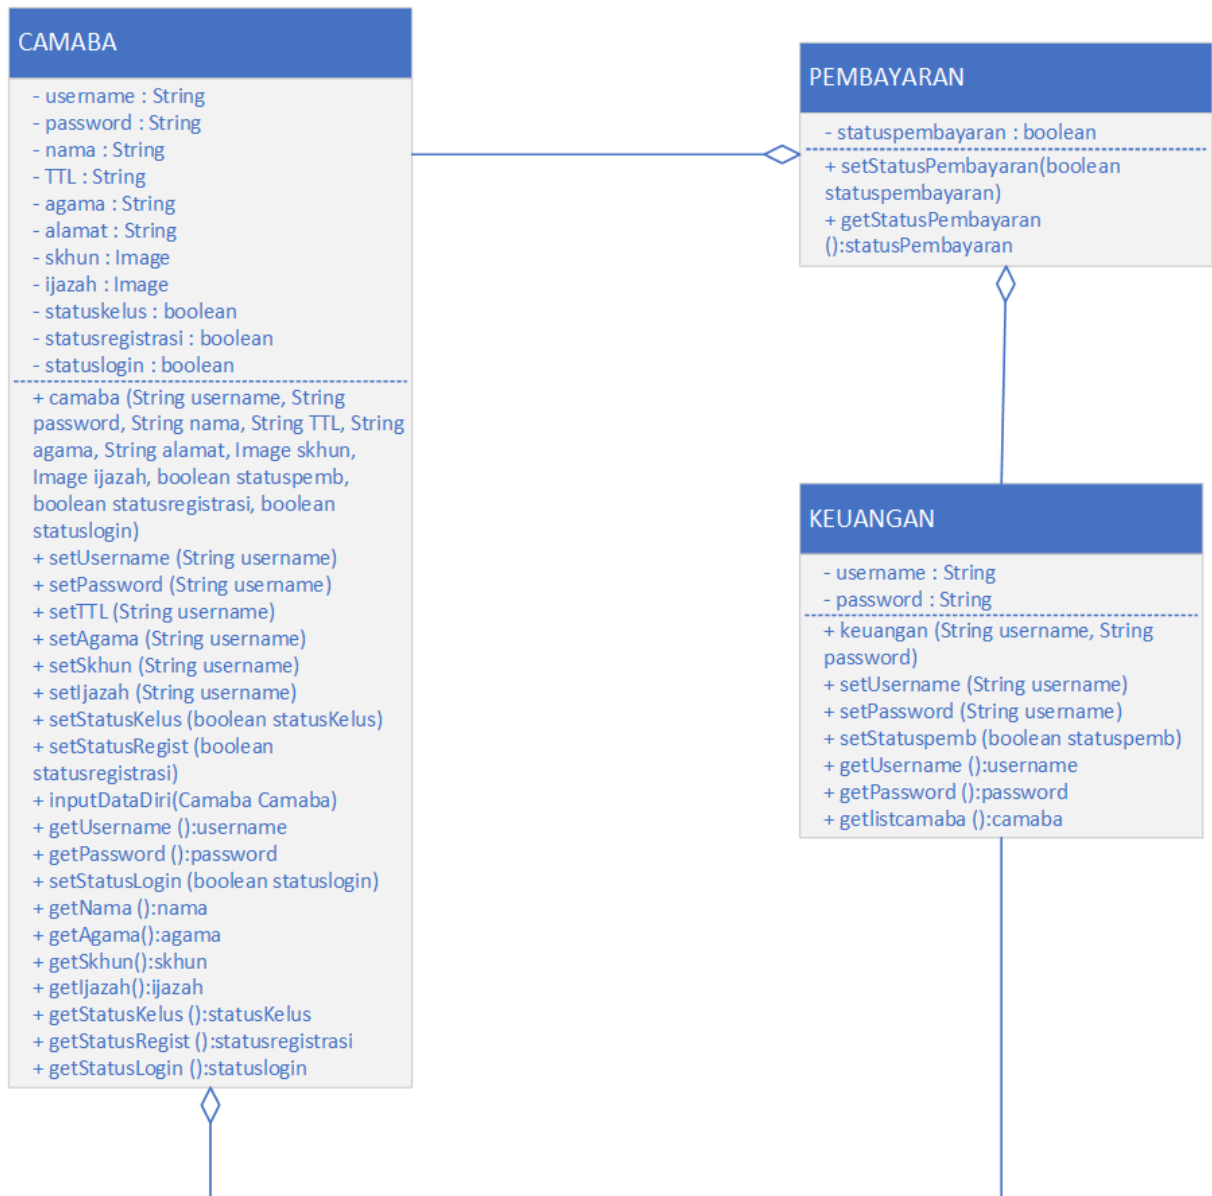 CAMABA
- username : String
- password : String
- nama : String
- TTL : String
- agama : String
- alamat : String
- skhun : Image
- ijazah : Image
- statuskelus : boolean
- statusregistrasi : boolean
- statuslogin : boolean
+ camaba (String username, String
password, String nama, String TTL, String
agama, String alamat, Image skhun,
Image ijazah, boolean statuspemb,
boolean statusregistrasi, boolean
statuslogin)
+ setUsername (String username)
+ setPassword (String username)
+ setTTL (String username)
+ setAgama (String username)
+ setSkhun (String username)
+ setIjazah (String username)
+ setStatusKelus (boolean statusKelus)
+ setStatusRegist (boolean
statusregistrasi)
+ inputDataDiri(Camaba Camaba)
+ getUsername ():username
+ getPassword ():password
+ setStatusLogin (boolean statuslogin)
+ getNama ():nama
+ getAgama():agama
+ getSkhun():skhun
+ getIjazah():ijazah
+ getStatusKelus ():statusKelus
+ getStatusRegist ():statusregistrasi
+ getStatusLogin ():statuslogin
PEMBAYARAN
- statuspembayaran : boolean
+ setStatusPembayaran(boolean
statuspembayaran)
+ getStatusPembayaran
():statusPembayaran
KEUANGAN
- username : String
- password : String
+ keuangan (String username, String
password)
+ setUsername (String username)
+ setPassword (String username)
+ setStatuspemb (boolean statuspemb)
+ getUsername ():username
+ getPassword ():password
+ getlistcamaba ():camaba